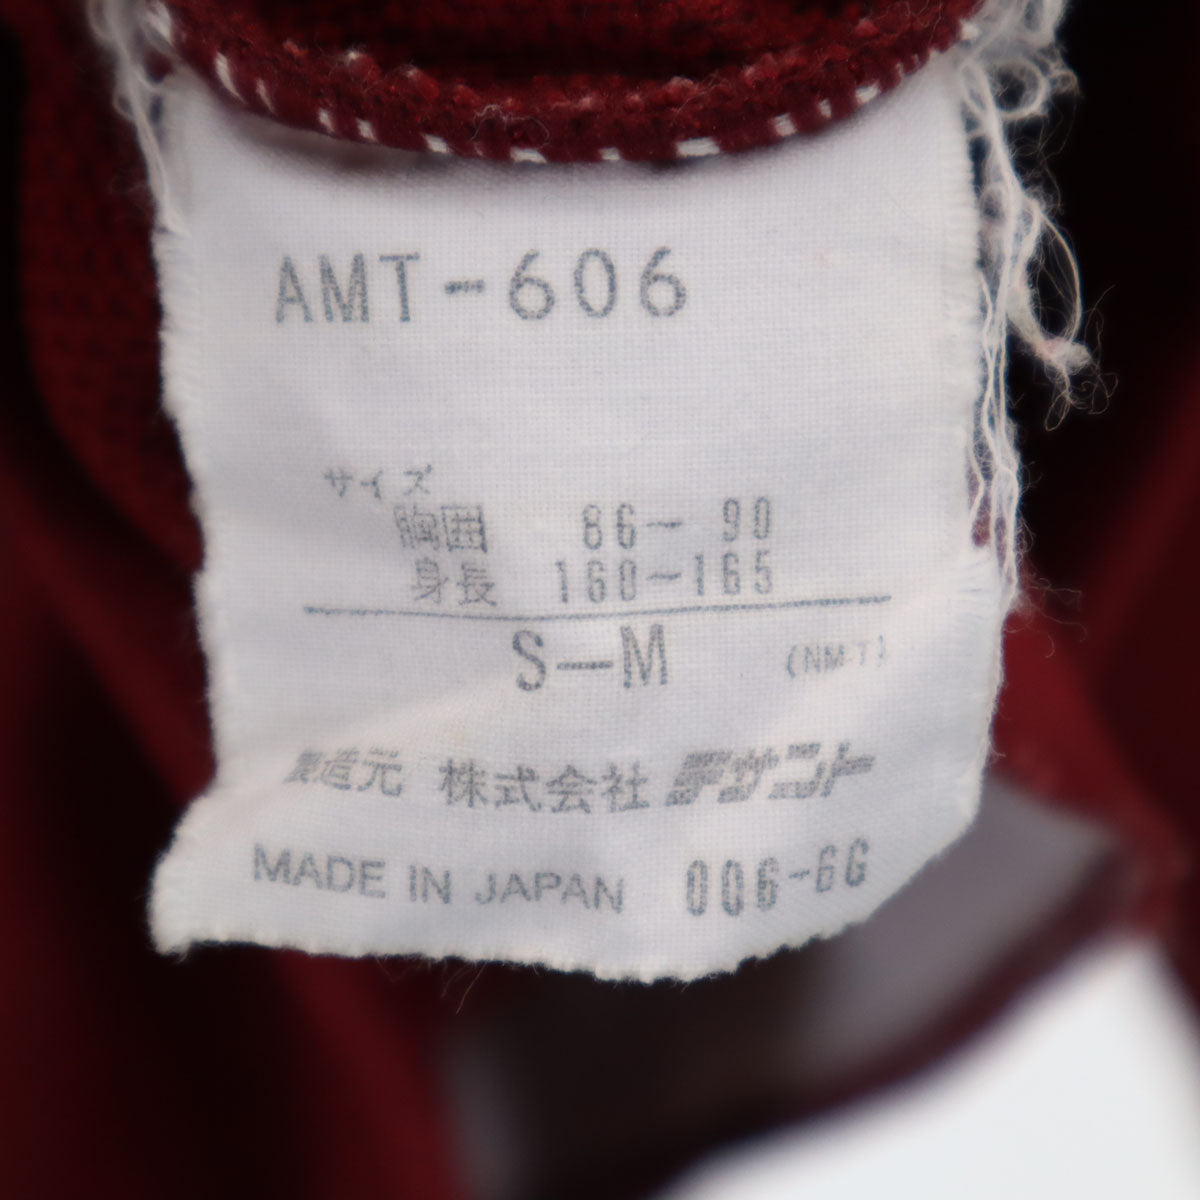 AMT-606
サイズ
胸囲 86- 90
身長 160-165
S-M (NM-T)
製造元 株式会社 デサント
MADE IN JAPAN 006-6G